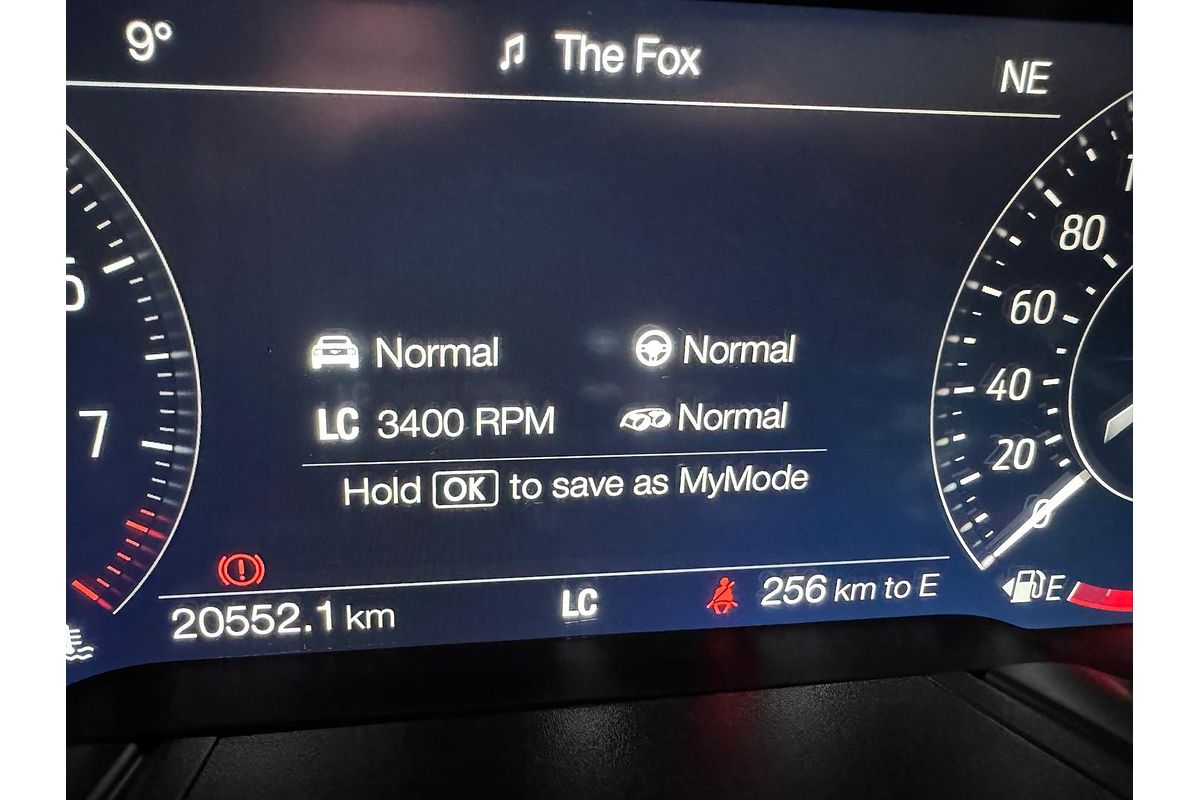 9°
The Fox
NE
Normal
Normal
LC 3400 RPM
Normal
Hold OK to save as MyMode
20552.1 km
LC
256 km to E
7
80
60
40
20
0
E